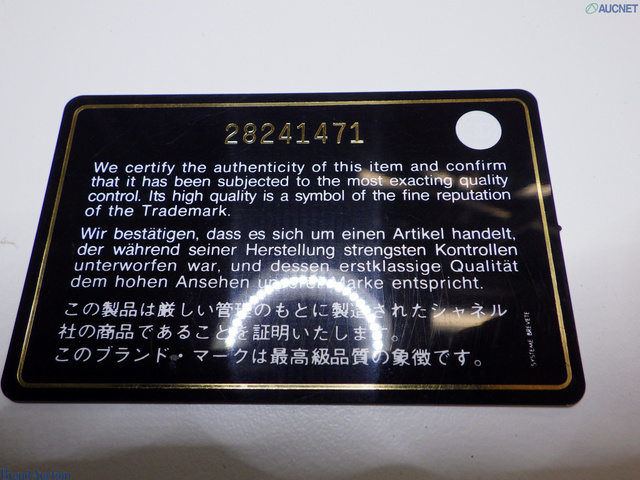 AUCNET
28241471
We certify the authenticity of this item and confirm
that it has been subjected to the most exacting quality
control. Its high quality is a symbol of the fine reputation
of the Trademark.
Wir bestätigen, dass es sich um einen Artikel handelt,
der während seiner Herstellung strengsten Kontrollen
unterworfen war, und dessen erstklassige Qualität
dem hohen Ansehen unserer Marke entspricht.
この製品は厳しい管理のもとに製造されたシャネル
社の商品であることを証明いたします。
このブランド・マークは最高級品質の象徴です。
SYSTEME BREVETE